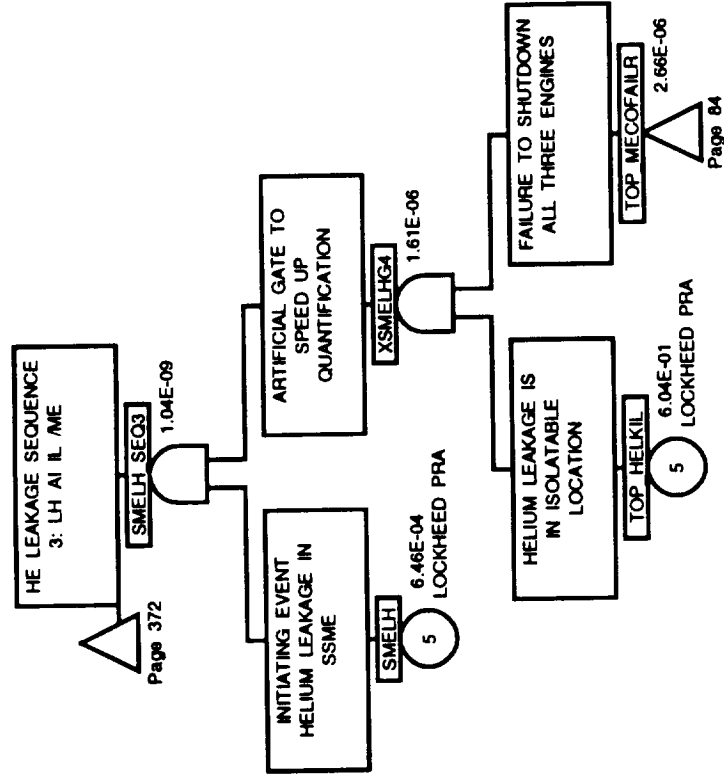 HE LEAKAGE SEQUENCE
3: LH AI IL /ME
SMELH SEQ3
1.04E-09
Page 372
INITIATING EVENT
HELIUM LEAKAGE IN
SSME
SMELH
5
6.46E-04
LOCKHEED PRA
ARTIFICIAL GATE TO
SPEED UP
QUANTIFICATION
XSMELHG4
1.61E-06
HELIUM LEAKAGE IS
IN ISOLATABLE
LOCATION
TOP HELKIL
5
6.04E-01
LOCKHEED PRA
FAILURE TO SHUTDOWN
ALL THREE ENGINES
TOP MECOFAILR
2.66E-06
Page 84